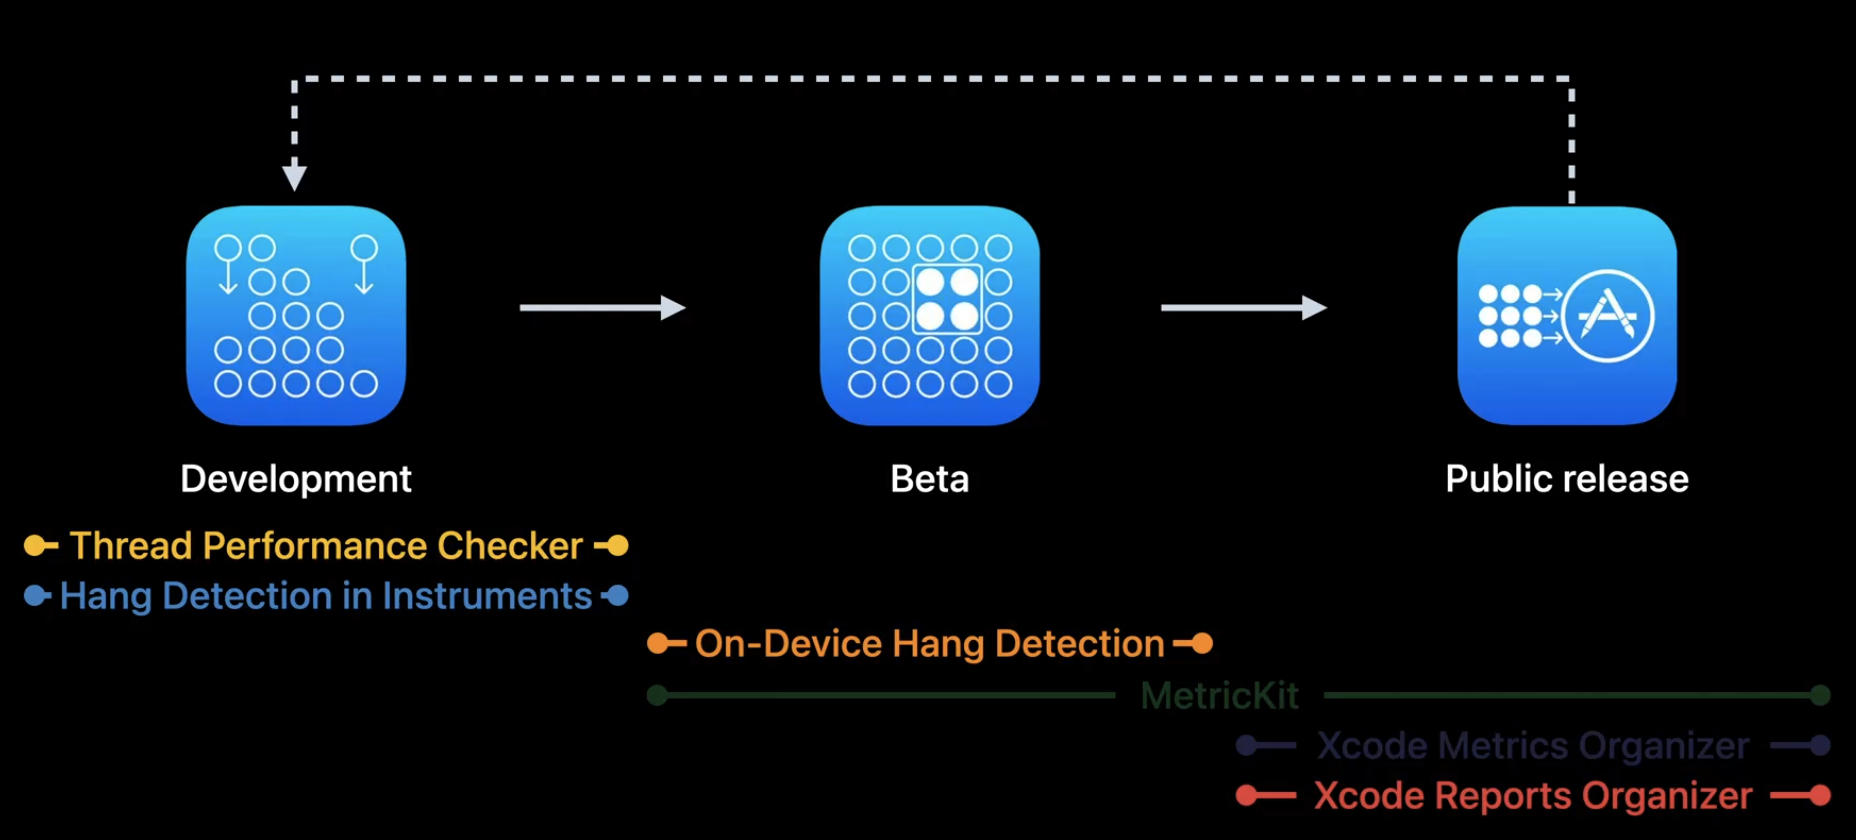 Development
Beta
Public release
Thread Performance Checker
Hang Detection in Instruments
On-Device Hang Detection
MetricKit
Xcode Metrics Organizer
Xcode Reports Organizer